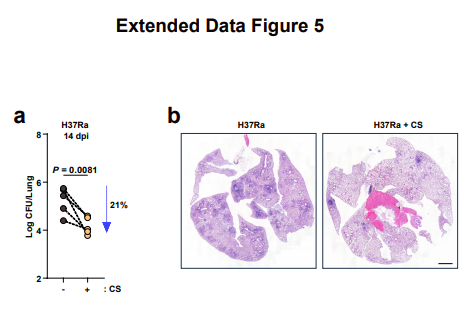 Extended Data Figure 5
a
H37Ra
14 dpi
P = 0.0081
8
6
4
2
Log CFU/Lung
21%
- + : CS
b
H37Ra
H37Ra + CS